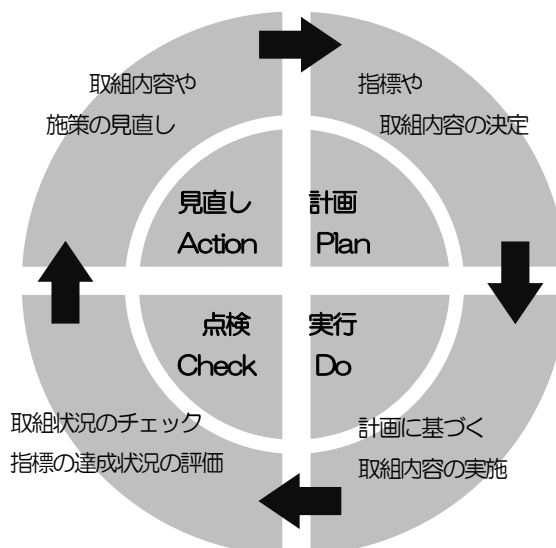 取組内容や
施策の見直し
指標や
取組内容の決定
見直し
Action
計画
Plan
点検
Check
実行
Do
取組状況のチェック
指標の達成状況の評価
計画に基づく
取組内容の実施